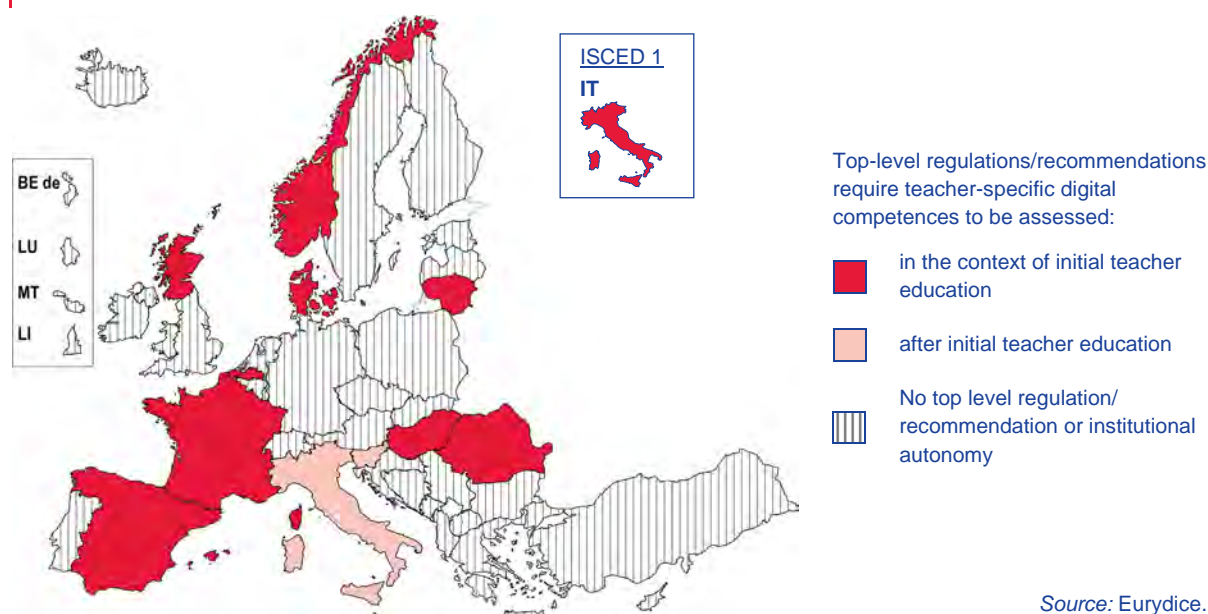 ISCED 1
IT
BE de
LU
MT
LI
Top-level regulations/recommendations
require teacher-specific digital
competences to be assessed:
in the context of initial teacher
education
after initial teacher education
No top level regulation/
recommendation or institutional
autonomy
Source: Eurydice.